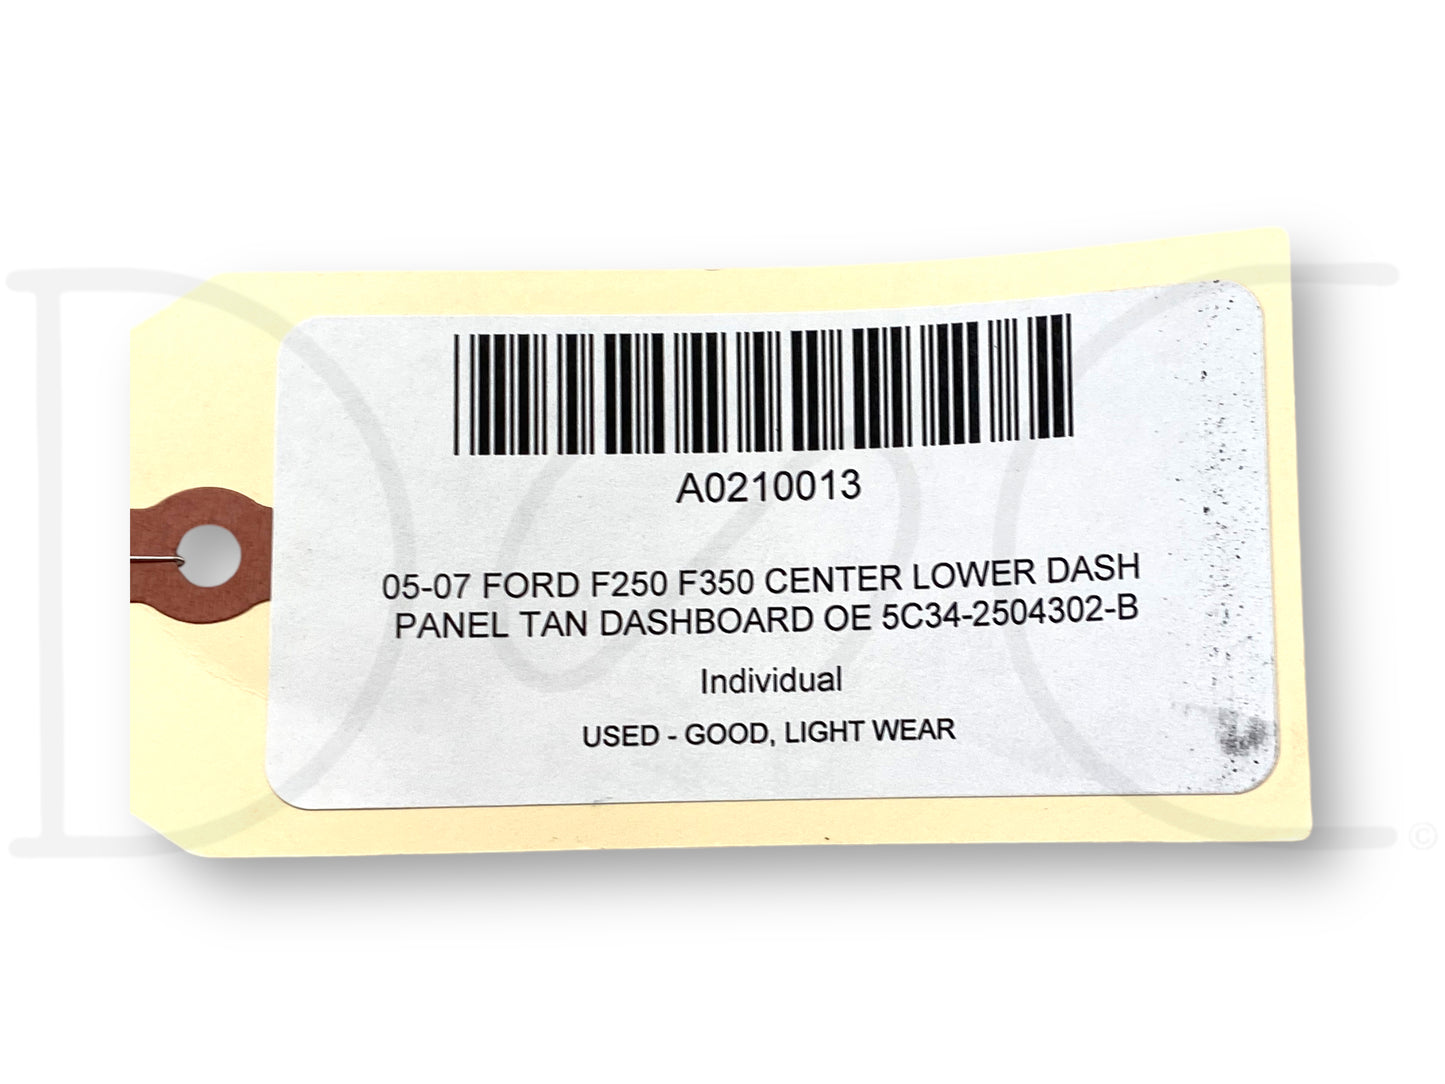 A0210013
05-07 FORD F250 F350 CENTER LOWER DASH
PANEL TAN DASHBOARD OE 5C34-2504302-B
Individual
USED - GOOD, LIGHT WEAR
D C
©